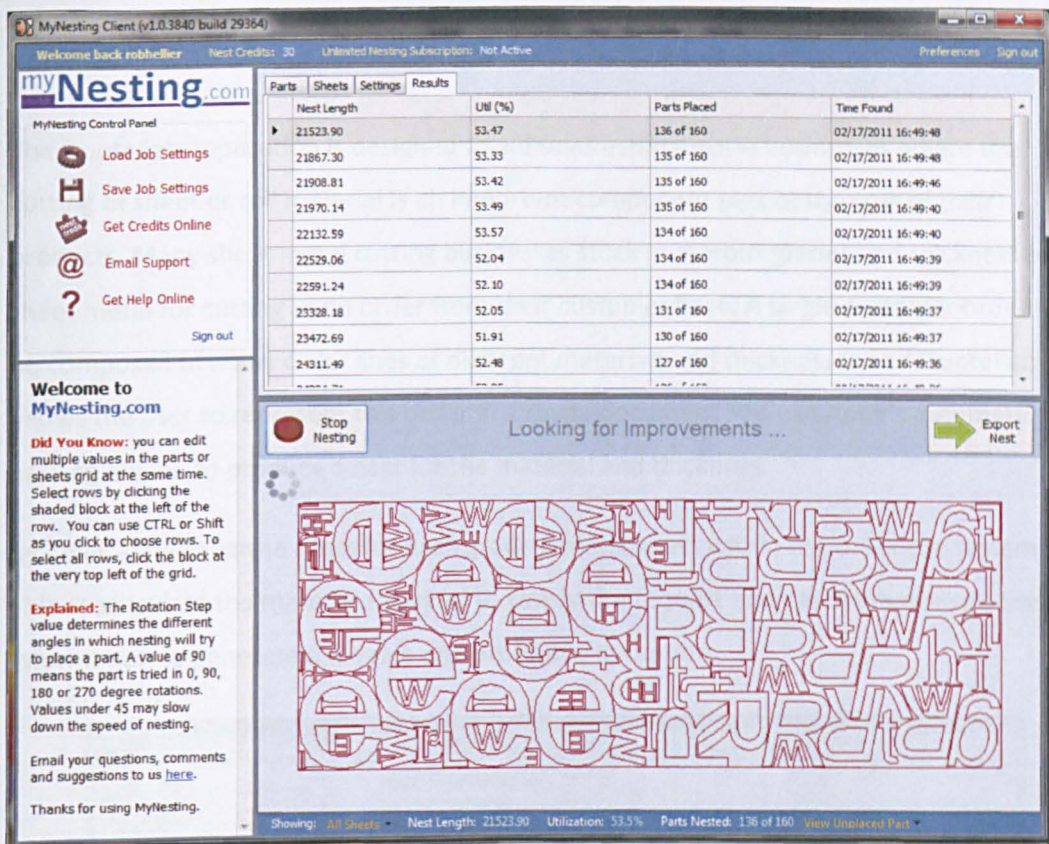 MyNesting Client (v1.0.3840 build 29364)
Welcome back robhellier Nest Credits: 30 Unlimited Nesting Subscription: Not Active Preferences Sign out
myNesting.com
MyNesting Control Panel
Load Job Settings
Save Job Settings
Get Credits Online
Email Support
Get Help Online
Sign out
Welcome to
MyNesting.com
Did You Know: you can edit
multiple values in the parts or
sheets grid at the same time.
Select rows by clicking the
shaded block at the left of the
row. You can use CTRL or Shift
as you click to choose rows. To
select all rows, click the block at
the very top left of the grid.
Explained: The Rotation Step
value determines the different
angles in which nesting will try
to place a part. A value of 90
means the part is tried in 0, 90,
180 or 270 degree rotations.
Values under 45 may slow
down the speed of nesting.
Email your questions, comments
and suggestions to us here.
Thanks for using MyNesting.
Parts Sheets Settings Results
Nest Length Util (%) Parts Placed Time Found
21523.90 53.47 136 of 160 02/17/2011 16:49:48
21867.30 53.33 135 of 160 02/17/2011 16:49:48
21908.81 53.42 135 of 160 02/17/2011 16:49:46
21970.14 53.49 135 of 160 02/17/2011 16:49:40
22132.59 53.57 134 of 160 02/17/2011 16:49:40
22529.06 52.04 134 of 160 02/17/2011 16:49:39
22591.24 52.10 134 of 160 02/17/2011 16:49:39
23328.18 52.05 131 of 160 02/17/2011 16:49:37
23472.69 51.91 130 of 160 02/17/2011 16:49:37
24311.49 52.48 127 of 160 02/17/2011 16:49:36
Stop
Nesting
Looking for Improvements ...
Export
Nest
Showing: All Sheets Nest Length: 21523.90 Utilization: 53.5% Parts Nested: 136 of 160 View Unplaced Part